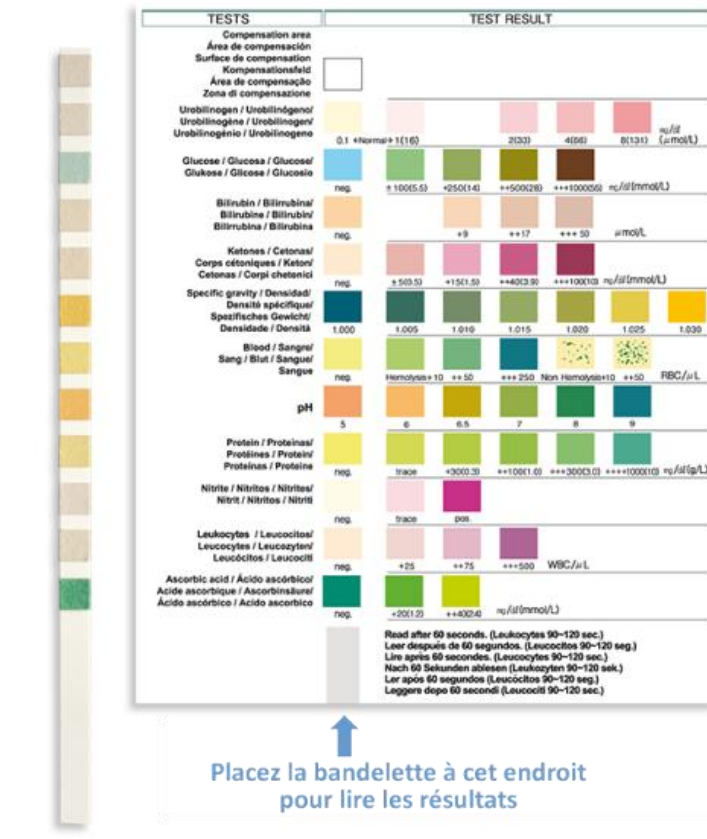 TESTS TEST RESULT
Compensation area
Área de compensación
Surface de compensation
Kompensationsfeld
Área de compensação
Zona di compensazione
Urobilinogen / Urobilinógeno/
Urobilinogène / Urobilinogen/
Urobilinogénio / Urobilinogeno
0.1 +Normal+ 1(16) 2(33) 4(66) 8(131) mg/dl (μmol/L)
Glucose / Glucosa / Glucose/
Glukose / Glicose / Glucosio
neg. ± 100(5.5) +250(14) ++500(28) +++1000(55) mg/dl(mmol/L)
Bilirubin / Bilirrubina/
Bilirubine / Bilirubin/
Bilirrubina / Bilirubina
neg. +9 ++17 +++ 50 μmol/L
Ketones / Cetonas/
Corps cétoniques / Keton/
Cetonas / Corpi chetonici
neg. ± 5(0.5) +15(1.5) ++40(3.9) +++100(10) mg/dl(mmol/L)
Specific gravity / Densidad/
Densité spécifique/
Spezifisches Gewicht/
Densidade / Densitá
1.000 1.005 1.010 1.015 1.020 1.025 1.030
Blood / Sangre/
Sang / Blut / Sangue/
Sangue
neg. Hemolysis+10 ++50 +++ 250 Non Hemolysis+10 ++50 RBC/μL
pH
5 6 6.5 7 8 9
Protein / Proteinas/
Protéines / Protein/
Proteínas / Proteine
neg. trace +30(0.3) ++100(1.0) +++300(3.0) ++++1000(10) mg/dl(g/L)
Nitrite / Nitritos / Nitrites/
Nitrit / Nitritos / Nitriti
neg. trace pos.
Leukocytes / Leucocitos/
Leucocytes / Leucozyten/
Leucócitos / Leucociti
neg. +25 ++75 +++500 WBC/μL
Ascorbic acid / Ácido ascórbico/
Acide ascorbique / Ascorbinsäure/
Ácido ascórbico / Acido ascorbico
neg. +20(1.2) ++40(2.4) mg/dl(mmol/L)
Read after 60 seconds. (Leukocytes 90~120 sec.)
Leer después de 60 segundos. (Leucocitos 90~120 seg.)
Lire après 60 secondes. (Leucocytes 90~120 sec.)
Nach 60 Sekunden ablesen (Leukozyten 90~120 sek.)
Ler após 60 segundos (Leucócitos 90~120 seg.)
Leggere dopo 60 secondi (Leucociti 90~120 sec.)
Placez la bandelette à cet endroit
pour lire les résultats